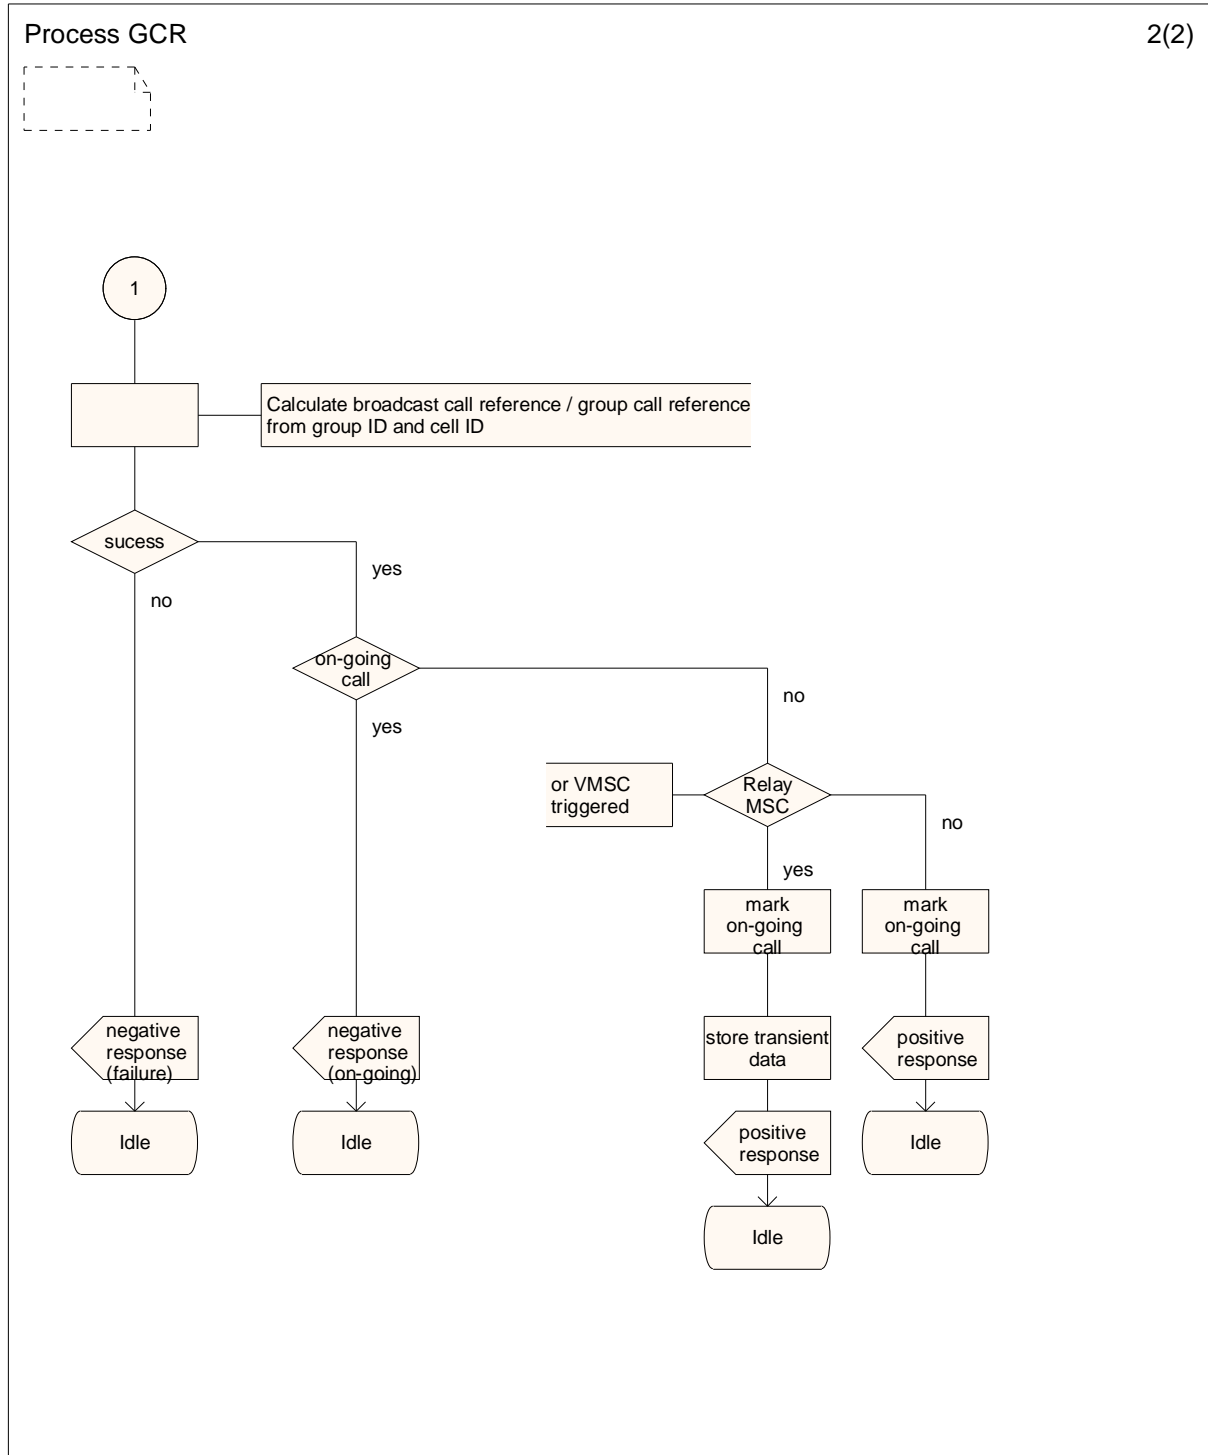 Process GCR
2(2)
1
Calculate broadcast call reference / group call reference
from group ID and cell ID
sucess
yes
no
on-going
call
no
yes
or VMSC
triggered
Relay
MSC
no
yes
mark
on-going
call
mark
on-going
call
negative
response
(failure)
negative
response
(on-going)
store transient
data
positive
response
Idle
Idle
positive
response
Idle
Idle